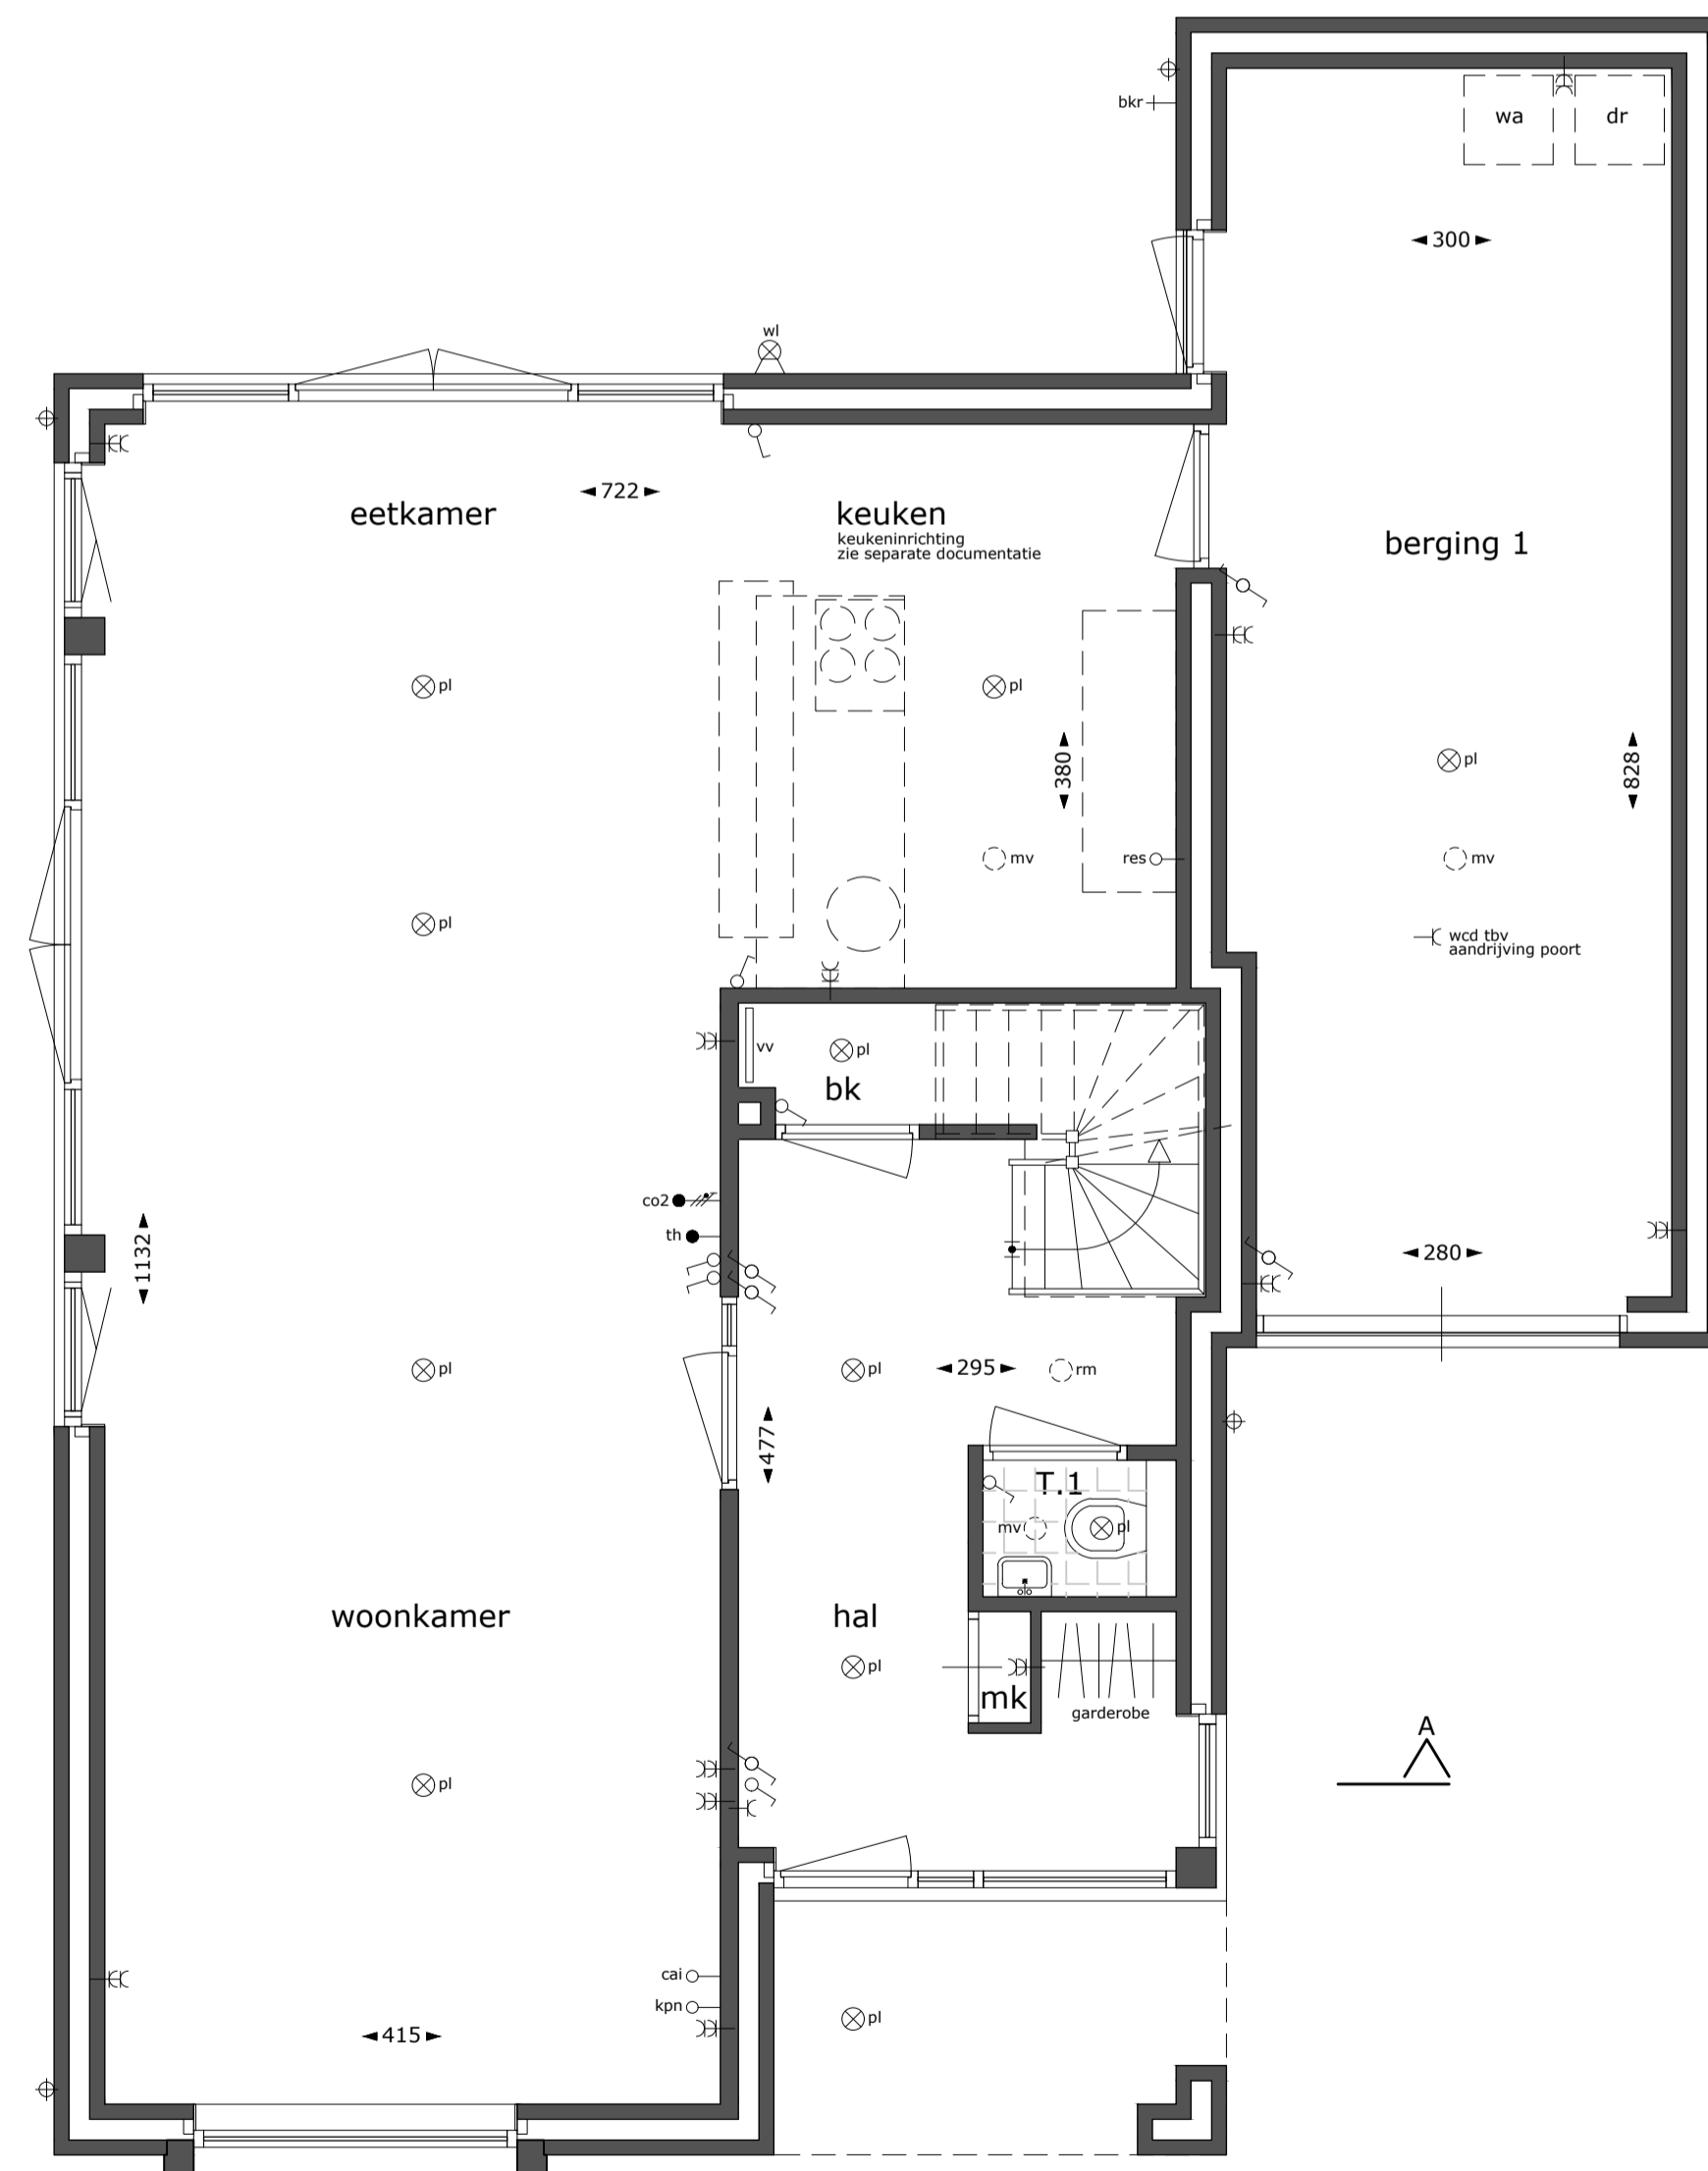 bkr
wa
dr
300
wl
722
eetkamer
keuken
keukeninrichting
zie separate documentatie
berging 1
pl
pl
380
828
pl
mv
res
mv
pl
wcd tbv
aandrijving poort
vv
pl
bk
co2
th
1132
280
pl
pl
295
rm
477
T.1
mv
pl
woonkamer
hal
pl
mk
garderobe
A
pl
cai
kpn
pl
415